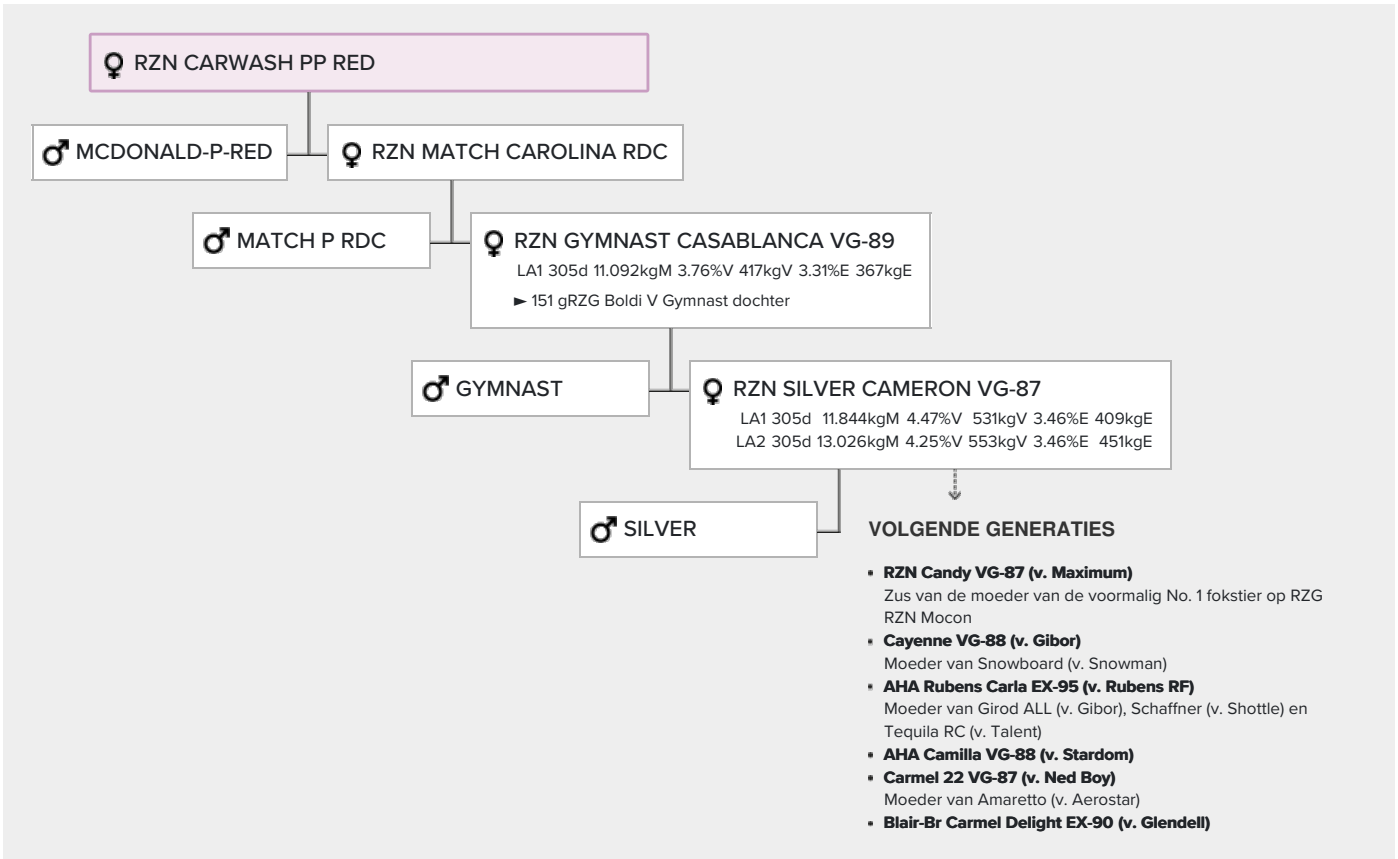 ♀ RZN CARWASH PP RED
♂ MCDONALD-P-RED
♀ RZN MATCH CAROLINA RDC
♂ MATCH P RDC
♀ RZN GYMNAST CASABLANCA VG-89
LA1 305d 11.092kgM 3.76%V 417kgV 3.31%E 367kgE
► 151 gRZG Boldi V Gymnast dochter
♂ GYMNAST
♀ RZN SILVER CAMERON VG-87
LA1 305d 11.844kgM 4.47%V 531kgV 3.46%E 409kgE
LA2 305d 13.026kgM 4.25%V 553kgV 3.46%E 451kgE
♂ SILVER
VOLGENDE GENERATIES
• RZN Candy VG-87 (v. Maximum)
Zus van de moeder van de voormalig No. 1 fokstier op RZG
RZN Mocon
• Cayenne VG-88 (v. Gibor)
Moeder van Snowboard (v. Snowman)
• AHA Rubens Carla EX-95 (v. Rubens RF)
Moeder van Girod ALL (v. Gibor), Schaffner (v. Shottle) en
Tequila RC (v. Talent)
• AHA Camilla VG-88 (v. Stardom)
• Carmel 22 VG-87 (v. Ned Boy)
Moeder van Amaretto (v. Aerostar)
• Blair-Br Carmel Delight EX-90 (v. Glendell)